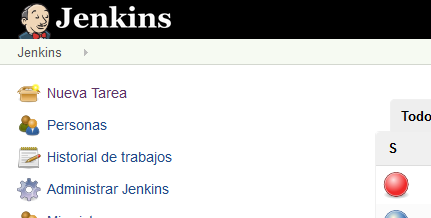 Jenkins
Jenkins
Nueva Tarea
Personas
Todo
Historial de trabajos
S
Administrar Jenkins